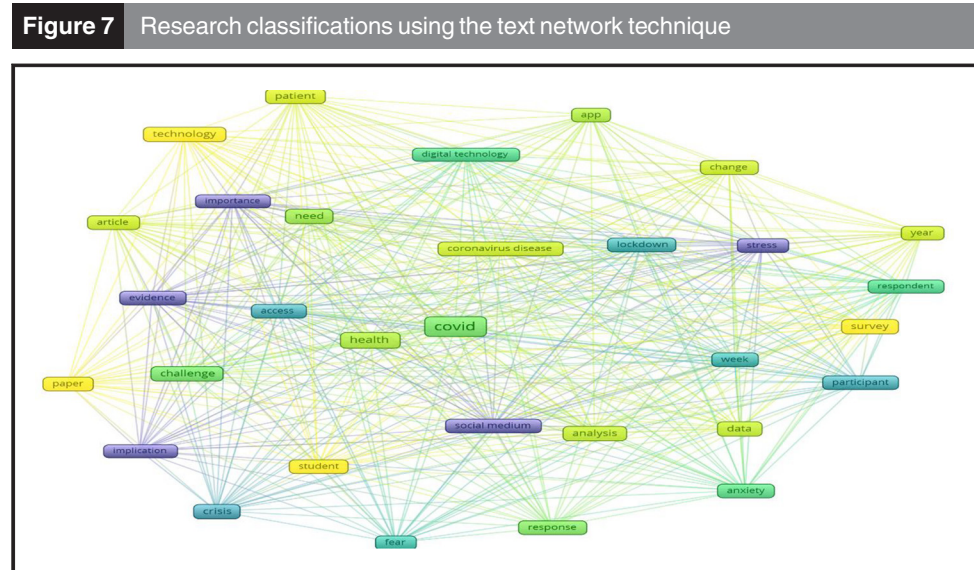 Figure 7 Research classifications using the text network technique
patient
app
technology
digital technology
change
importance
need
article
year
coronavirus disease
lockdown
stress
respondent
evidence
access
survey
covid
health
week
challenge
paper
participant
social medium
analysis
data
implication
student
anxiety
crisis
response
fear